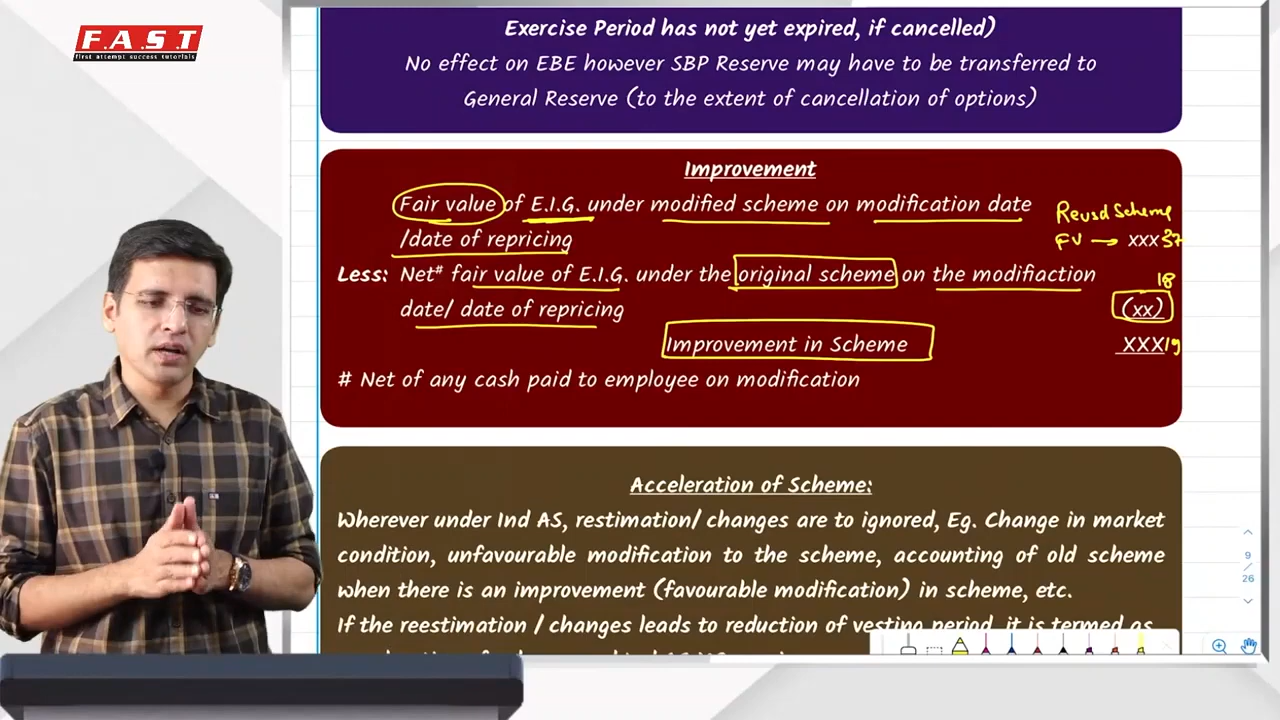 F.A.S.T
first attempt success tutorials
Exercise Period has not yet expired, if cancelled)
No effect on EBE however SBP Reserve may have to be transferred to
General Reserve (to the extent of cancellation of options)
Improvement
Fair value of E.I.G. under modified scheme on modification date
/date of repricing
Revsd Scheme
FV → XXX 37
Less: Net# fair value of E.I.G. under the original scheme on the modifiaction
date/ date of repricing
18
(xx)
Improvement in Scheme
XXX 19
# Net of any cash paid to employee on modification
Acceleration of Scheme:
Wherever under Ind AS, restimation/ changes are to ignored, Eg. Change in market
condition, unfavourable modification to the scheme, accounting of old scheme
when there is an improvement (favourable modification) in scheme, etc.
If the reestimation / changes leads to reduction of vesting period, it is termed as
9
/
26